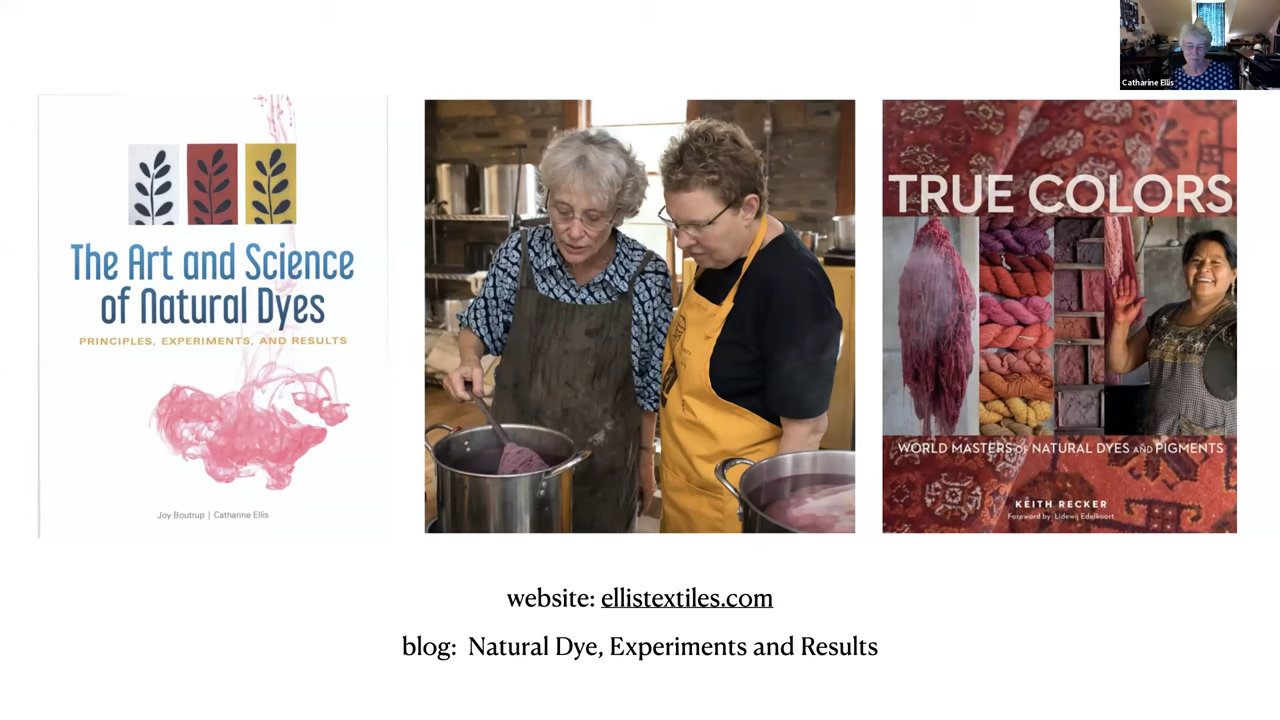 Catharine Ellis
The Art and Science
of Natural Dyes
PRINCIPLES, EXPERIMENTS, AND RESULTS
Joy Boutrup | Catharine Ellis
TRUE COLORS
WORLD MASTERS OF NATURAL DYES AND PIGMENTS
KEITH RECKER
Foreword by Lidewij Edelkoort
website: ellistextiles.com
blog: Natural Dye, Experiments and Results